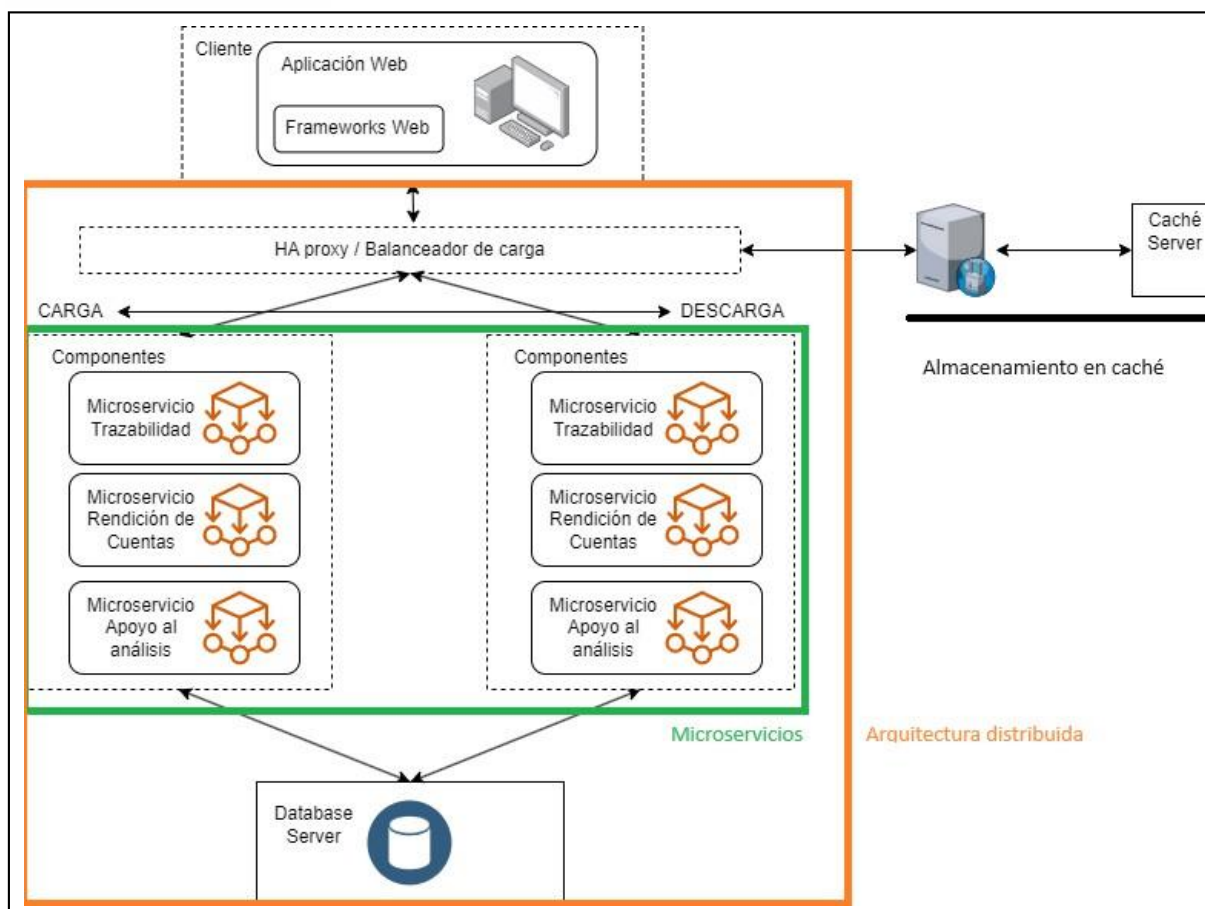 Cliente
Aplicación Web
Frameworks Web
HA proxy / Balanceador de carga
Caché
Server
CARGA
DESCARGA
Almacenamiento en caché
Componentes
Microservicio
Trazabilidad
Microservicio
Rendición de
Cuentas
Microservicio
Apoyo al
análisis
Componentes
Microservicio
Trazabilidad
Microservicio
Rendición de
Cuentas
Microservicio
Apoyo al
análisis
Microservicios
Arquitectura distribuida
Database
Server